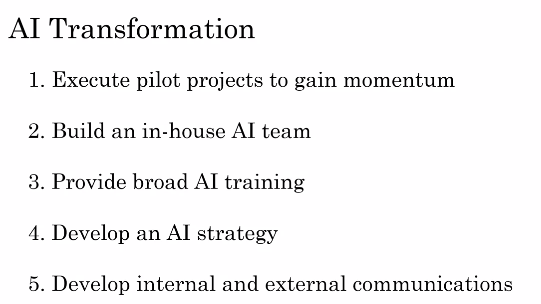 AI Transformation
1. Execute pilot projects to gain momentum
2. Build an in-house AI team
3. Provide broad AI training
4. Develop an AI strategy
5. Develop internal and external communications